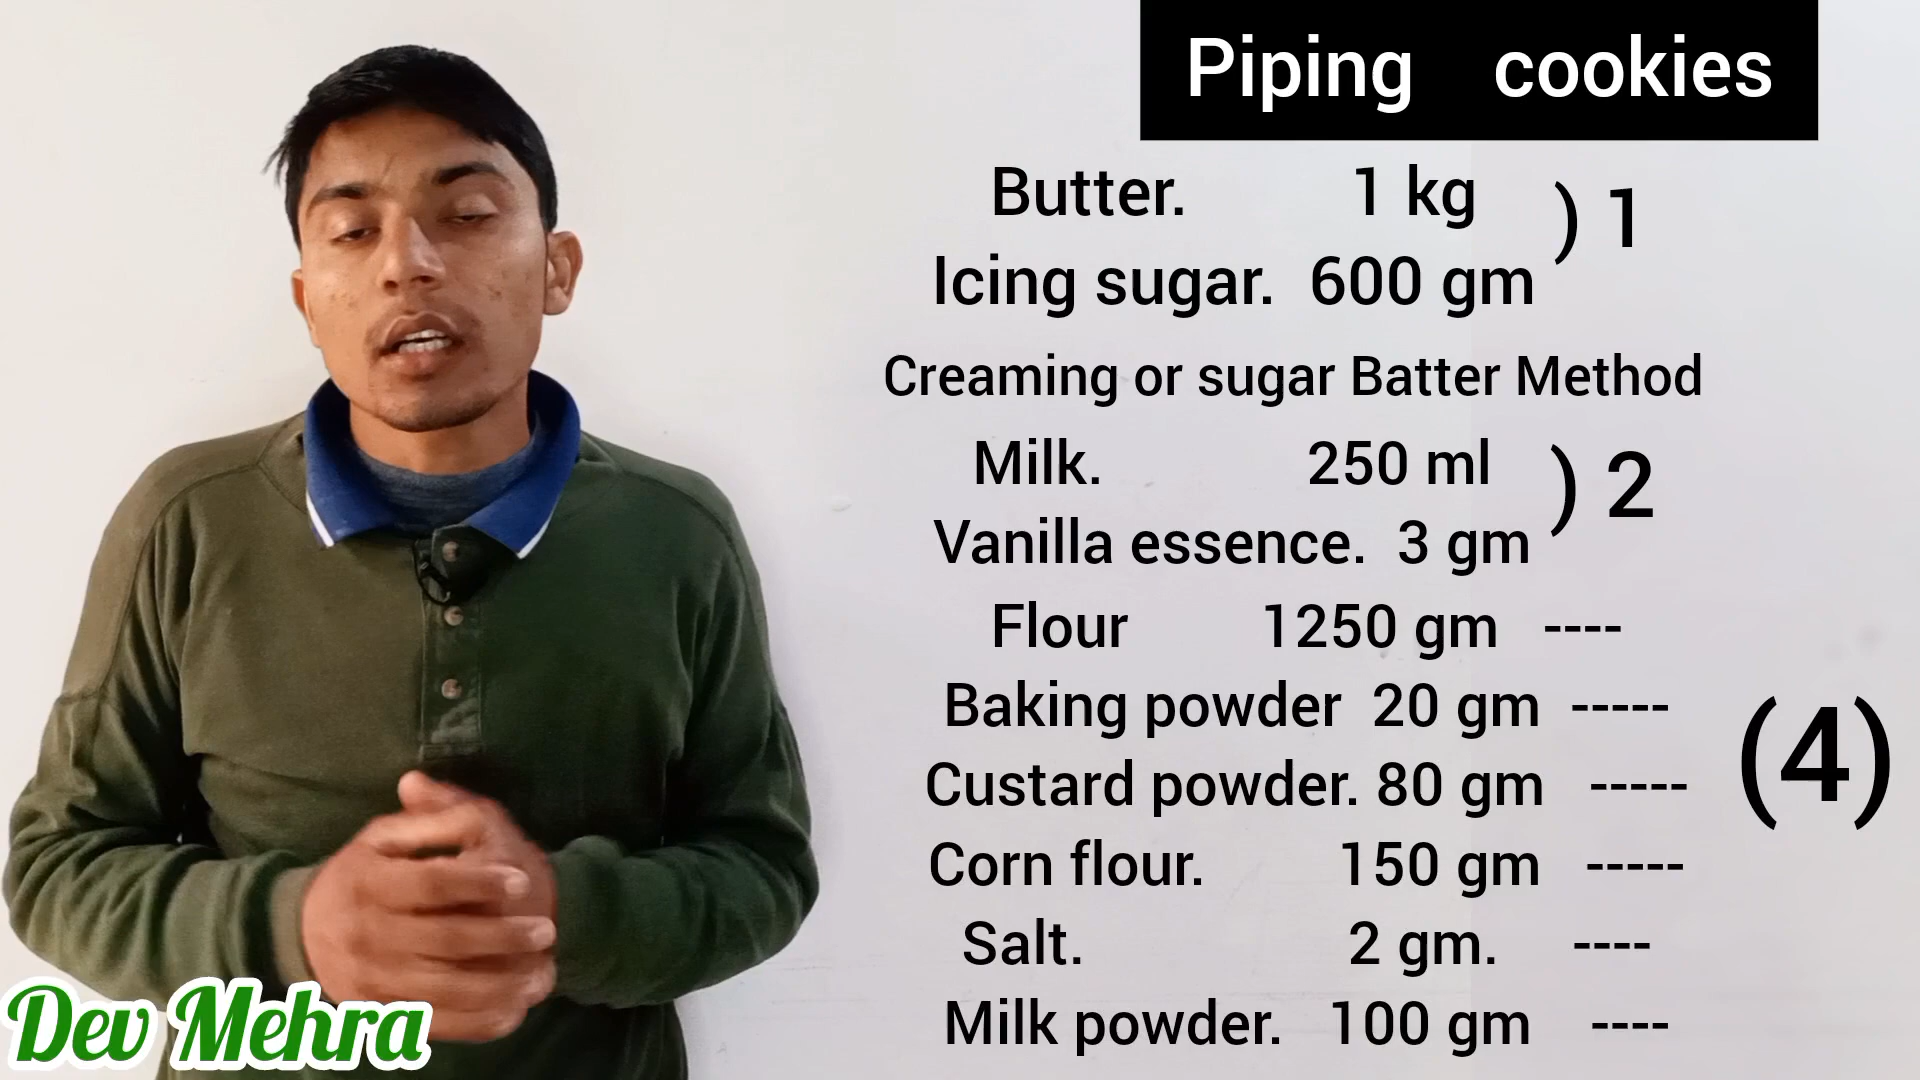 Piping cookies
Butter. 1 kg ) 1
Icing sugar. 600 gm
Creaming or sugar Batter Method
Milk. 250 ml ) 2
Vanilla essence. 3 gm
Flour 1250 gm ----
Baking powder 20 gm ----- (4)
Custard powder. 80 gm -----
Corn flour. 150 gm -----
Salt. 2 gm. ----
Milk powder. 100 gm ----
Dev Mehra